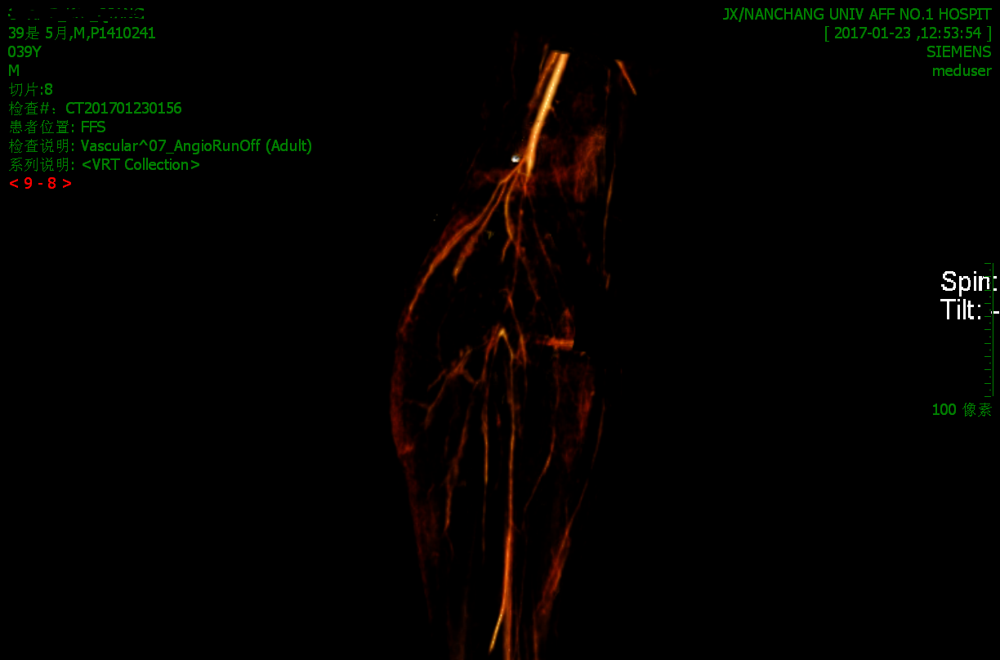 39是 5月,M,P1410241
039Y
M
切片:8
检查#: CT201701230156
患者位置: FFS
检查说明: Vascular^07_AngioRunOff (Adult)
系列说明: <VRT Collection>
< 9 - 8 >
JX/NANCHANG UNIV AFF NO.1 HOSPIT
[ 2017-01-23 ,12:53:54 ]
SIEMENS
meduser
Spin:
Tilt: -
100 像素